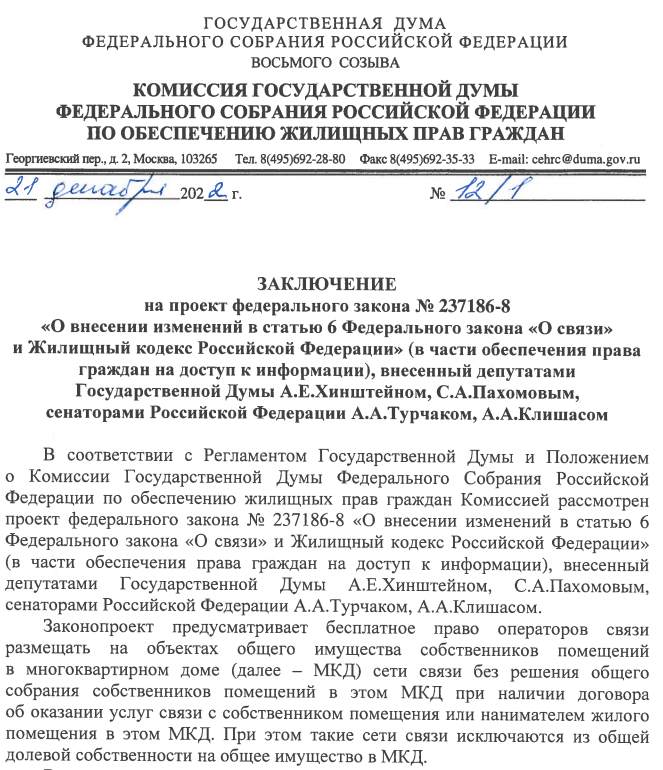 ГОСУДАРСТВЕННАЯ ДУМА
ФЕДЕРАЛЬНОГО СОБРАНИЯ РОССИЙСКОЙ ФЕДЕРАЦИИ
ВОСЬМОГО СОЗЫВА
КОМИССИЯ ГОСУДАРСТВЕННОЙ ДУМЫ
ФЕДЕРАЛЬНОГО СОБРАНИЯ РОССИЙСКОЙ ФЕДЕРАЦИИ
ПО ОБЕСПЕЧЕНИЮ ЖИЛИЩНЫХ ПРАВ ГРАЖДАН
Георгиевский пер., д. 2, Москва, 103265 Тел. 8(495)692-28-80 Факс 8(495)692-35-33 E-mail: cehrc@duma.gov.ru
21 декабря 2022 г. № 12/1
ЗАКЛЮЧЕНИЕ
на проект федерального закона № 237186-8
«О внесении изменений в статью 6 Федерального закона «О связи»
и Жилищный кодекс Российской Федерации» (в части обеспечения права
граждан на доступ к информации), внесенный депутатами
Государственной Думы А.Е.Хинштейном, С.А.Пахомовым,
сенаторами Российской Федерации А.А.Турчаком, А.А.Клишасом
В соответствии с Регламентом Государственной Думы и Положением
о Комиссии Государственной Думы Федерального Собрания Российской
Федерации по обеспечению жилищных прав граждан Комиссией рассмотрен
проект федерального закона № 237186-8 «О внесении изменений в статью 6
Федерального закона «О связи» и Жилищный кодекс Российской Федерации»
(в части обеспечения права граждан на доступ к информации), внесенный
депутатами Государственной Думы А.Е.Хинштейном, С.А.Пахомовым,
сенаторами Российской Федерации А.А.Турчаком, А.А.Клишасом.
Законопроект предусматривает бесплатное право операторов связи
размещать на объектах общего имущества собственников помещений
в многоквартирном доме (далее – МКД) сети связи без решения общего
собрания собственников помещений в этом МКД при наличии договора
об оказании услуг связи с собственником помещения или нанимателем жилого
помещения в этом МКД. При этом такие сети связи исключаются из общей
долевой собственности на общее имущество в МКД.